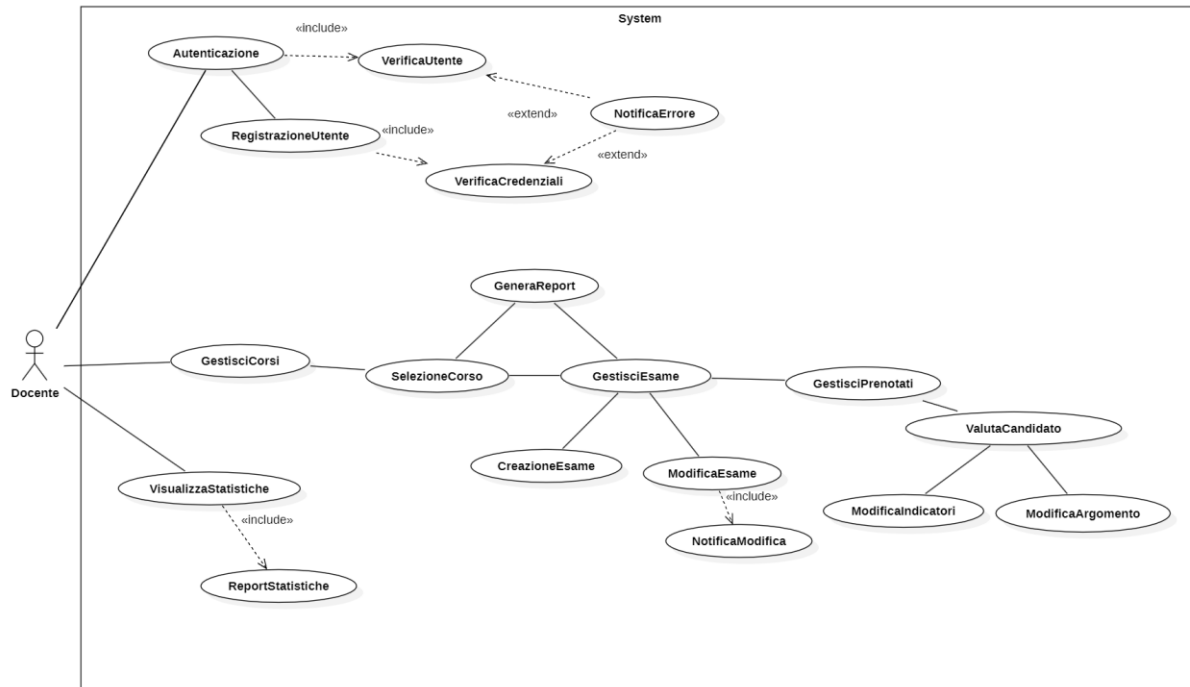 System
«include»
Autenticazione
VerificaUtente
«extend»
NotificaErrore
RegistrazioneUtente
«include»
«extend»
VerificaCredenziali
GeneraReport
Docente
GestisciCorsi
SelezioneCorso
GestisciEsame
GestisciPrenotati
ValutaCandidato
CreazioneEsame
ModificaEsame
«include»
NotificaModifica
ModificaIndicatori
ModificaArgomento
VisualizzaStatistiche
«include»
ReportStatistiche